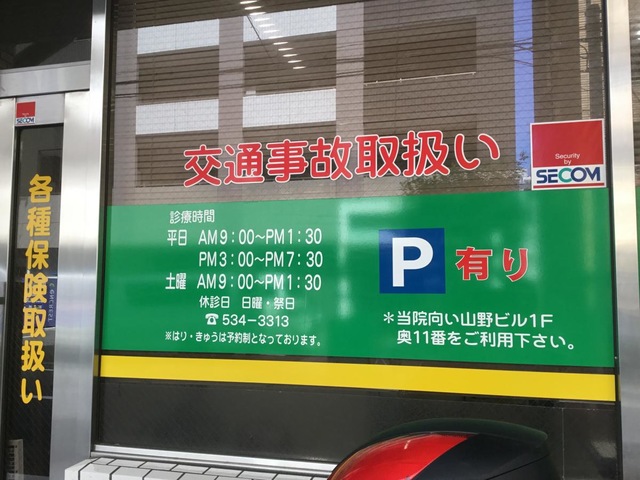 SECOM
各種保険取扱い
交通事故取扱い
Security
by
SECOM
診療時間
平日 AM9:00〜PM1:30
PM3:00〜PM7:30
土曜 AM9:00〜PM1:30
休診日 日曜・祭日
☎534-3313
※はり・きゅうは予約制となっております。
P 有り
＊当院向い山野ビル1F
奥11番をご利用下さい。